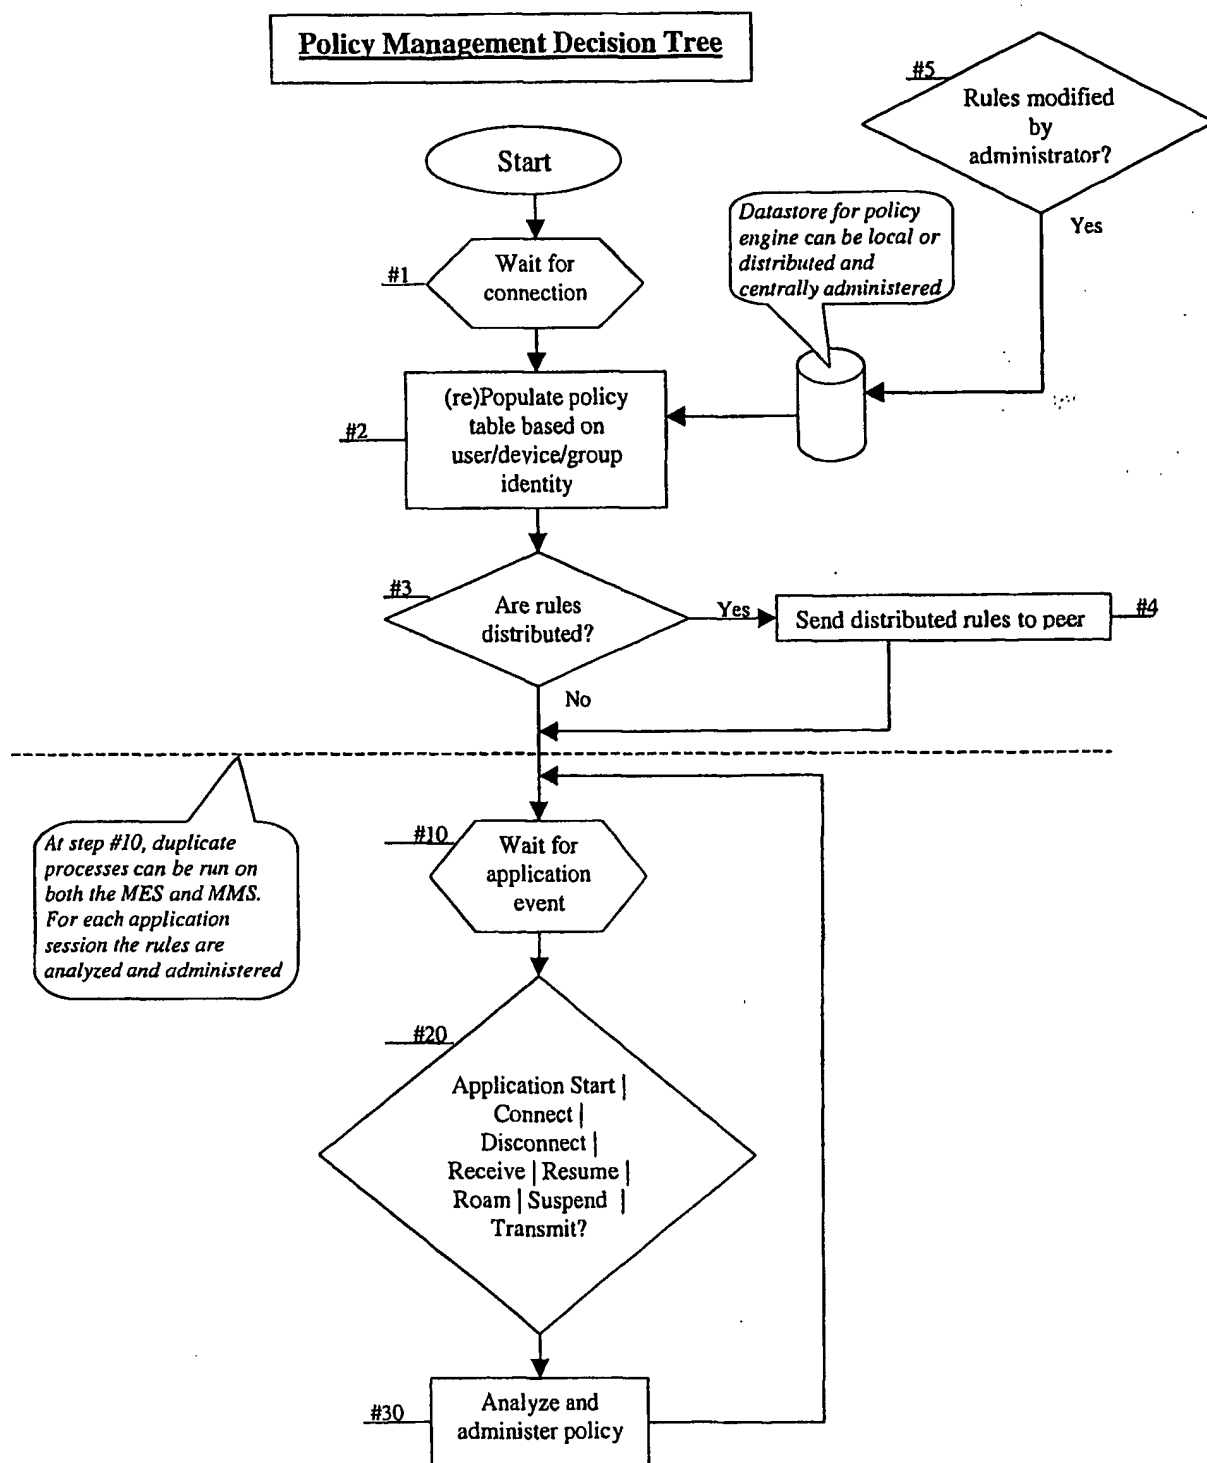 Policy Management Decision Tree
#5
Rules modified
by
administrator?
Yes
Start
Datastore for policy
engine can be local or
distributed and
centrally administered
#1
Wait for
connection
#2
(re)Populate policy
table based on
user/device/group
identity
#3
Are rules
distributed?
Yes
Send distributed rules to peer
#4
No
At step #10, duplicate
processes can be run on
both the MES and MMS.
For each application
session the rules are
analyzed and administered
#10
Wait for
application
event
#20
Application Start |
Connect |
Disconnect |
Receive | Resume |
Roam | Suspend |
Transmit?
#30
Analyze and
administer policy